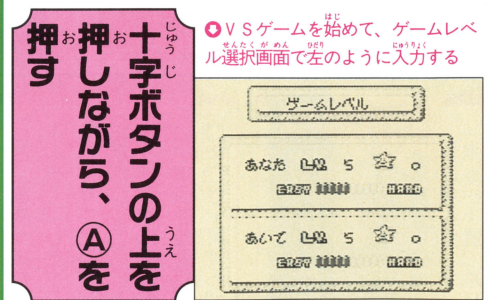 十字ボタンの上を
押しながら、Ⓐを
押す
✪ＶＳゲームを始めて、ゲームレベ
ル選択画面で左のように入力する
ゲームレベル
あなた LV. 5 ☆ 0
EASY HARD
あいて LV. 5 ☆ 0
EASY HARD